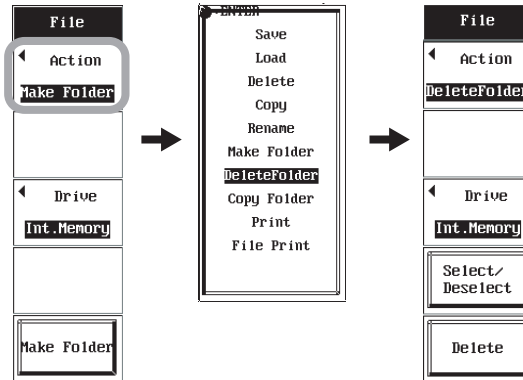 File
Action
Make Folder
Drive
Int.Memory
Make Folder
:ENTER
Save
Load
Delete
Copy
Rename
Make Folder
DeleteFolder
Copy Folder
Print
File Print
File
Action
DeleteFolder
Drive
Int.Memory
Select/
Deselect
Delete